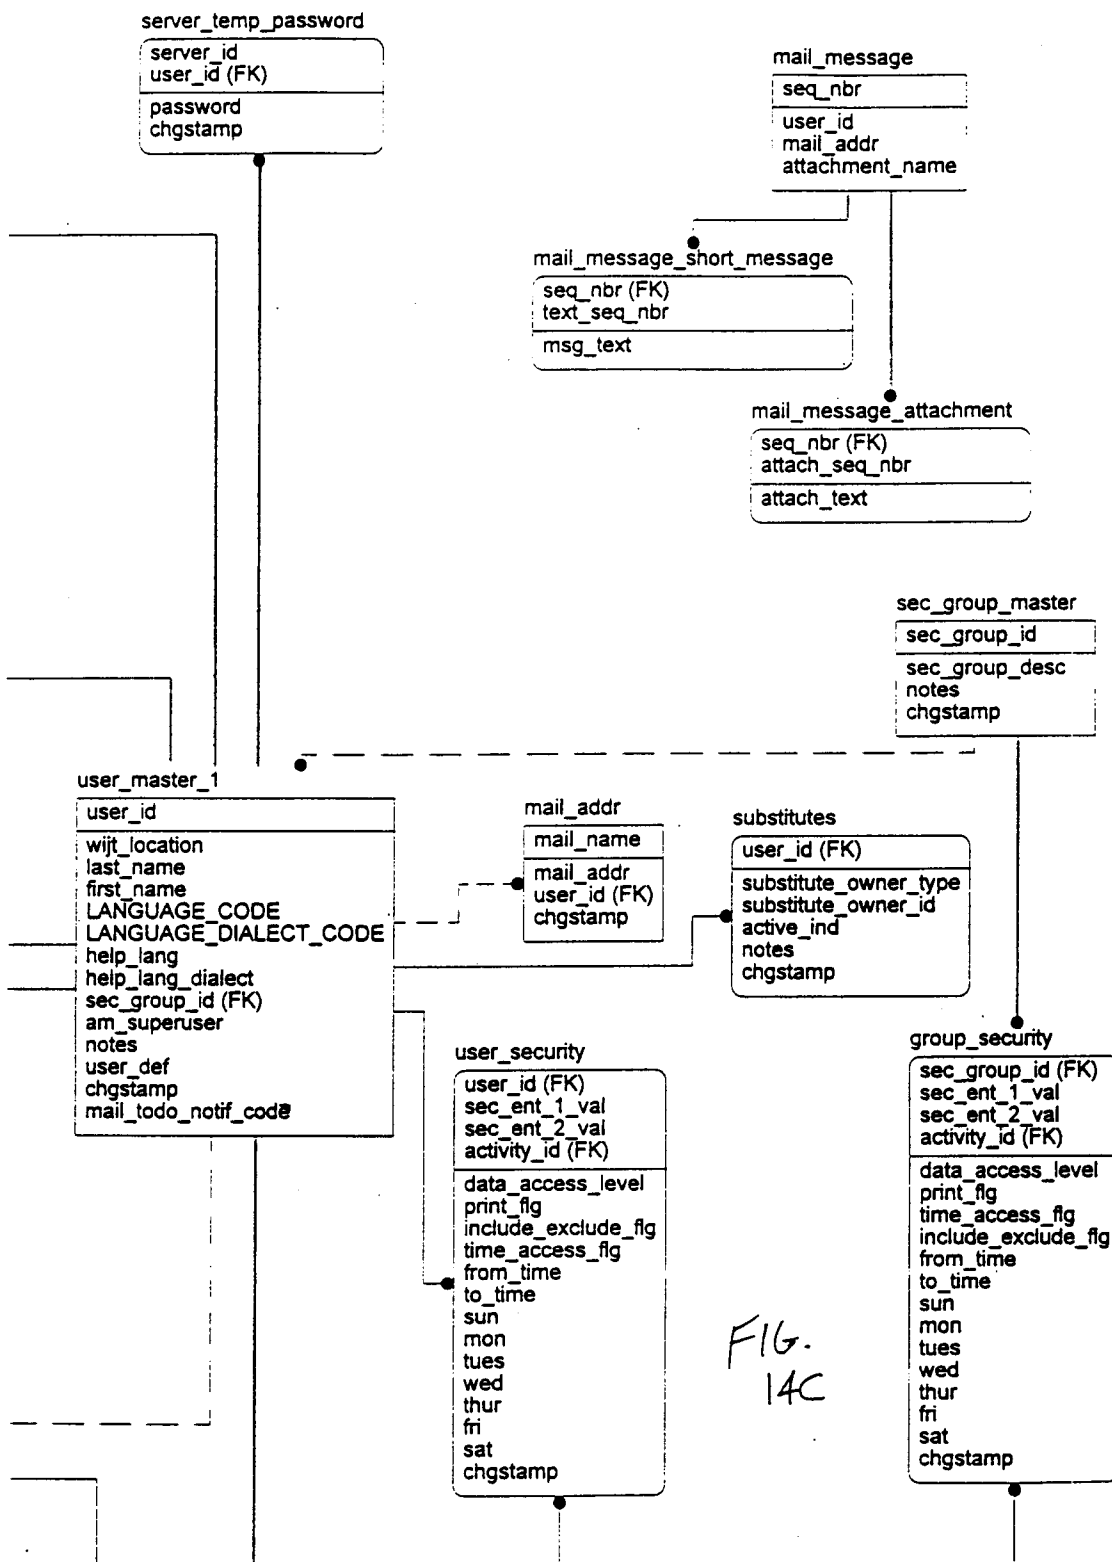 server_temp_password
server_id
user_id (FK)
password
chgstamp
mail_message
seq_nbr
user_id
mail_addr
attachment_name
mail_message_short_message
seq_nbr (FK)
text_seq_nbr
msg_text
mail_message_attachment
seq_nbr (FK)
attach_seq_nbr
attach_text
sec_group_master
sec_group_id
sec_group_desc
notes
chgstamp
user_master_1
user_id
wijt_location
last_name
first_name
LANGUAGE_CODE
LANGUAGE_DIALECT_CODE
help_lang
help_lang_dialect
sec_group_id (FK)
am_superuser
notes
user_def
chgstamp
mail_todo_notif_code
mail_addr
mail_name
mail_addr
user_id (FK)
chgstamp
substitutes
user_id (FK)
substitute_owner_type
substitute_owner_id
active_ind
notes
chgstamp
user_security
user_id (FK)
sec_ent_1_val
sec_ent_2_val
activity_id (FK)
data_access_level
print_flg
include_exclude_flg
time_access_flg
from_time
to_time
sun
mon
tues
wed
thur
fri
sat
chgstamp
group_security
sec_group_id (FK)
sec_ent_1_val
sec_ent_2_val
activity_id (FK)
data_access_level
print_flg
time_access_flg
include_exclude_flg
from_time
to_time
sun
mon
tues
wed
thur
fri
sat
chgstamp
FIG.
14C